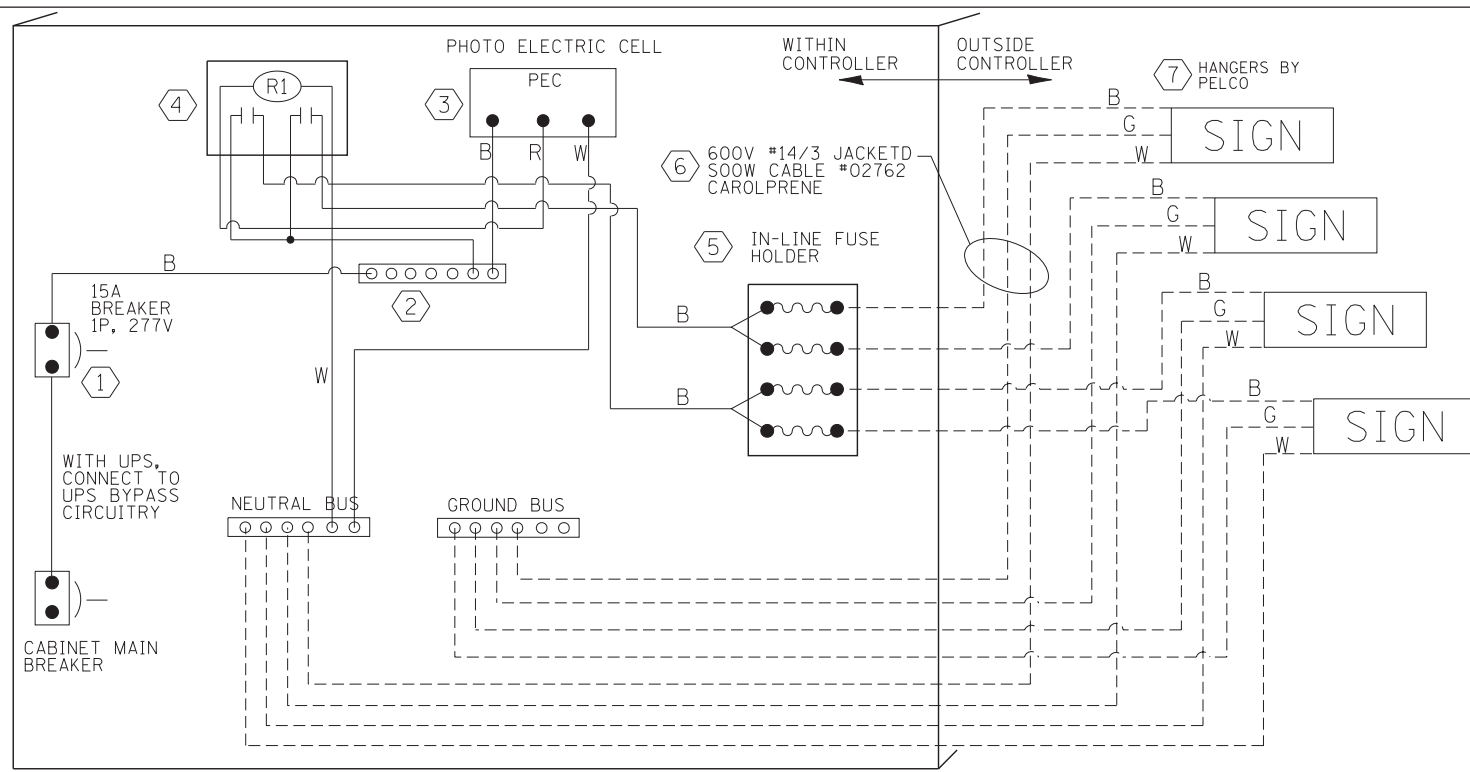 PHOTO ELECTRIC CELL
WITHIN
CONTROLLER
OUTSIDE
CONTROLLER
7
HANGERS BY
PELCO
4
R1
3
PEC
B
R
W
6
600V #14/3 JACKETD
SOOW CABLE #02762
CAROLPRENE
B
G
W
SIGN
B
G
W
SIGN
5
IN-LINE FUSE
HOLDER
B
15A
BREAKER
1P, 277V
1
2
W
B
B
B
G
W
SIGN
B
G
W
SIGN
WITH UPS,
CONNECT TO
UPS BYPASS
CIRCUITRY
NEUTRAL BUS
GROUND BUS
CABINET MAIN
BREAKER